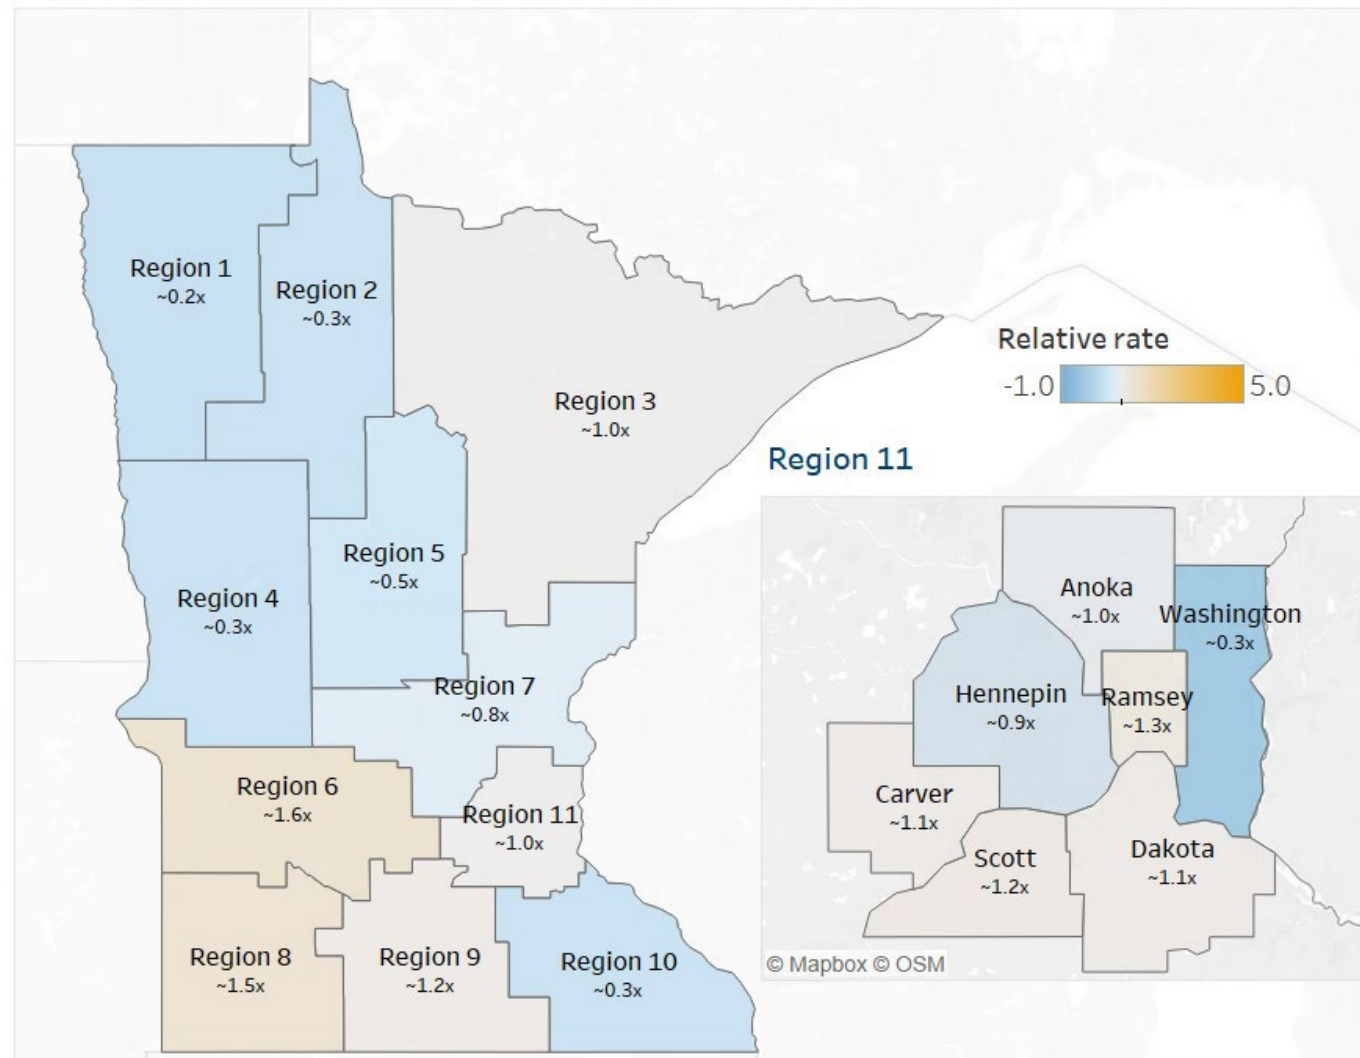 Region 1
~0.2x
Region 2
~0.3x
Region 3
~1.0x
Relative rate
-1.0
5.0
Region 11
Region 5
~0.5x
Region 4
~0.3x
Region 7
~0.8x
Region 6
~1.6x
Region 11
~1.0x
Region 8
~1.5x
Region 9
~1.2x
Region 10
~0.3x
Anoka
~1.0x
Washington
~0.3x
Hennepin
~0.9x
Ramsey
~1.3x
Carver
~1.1x
Scott
~1.2x
Dakota
~1.1x
© Mapbox © OSM